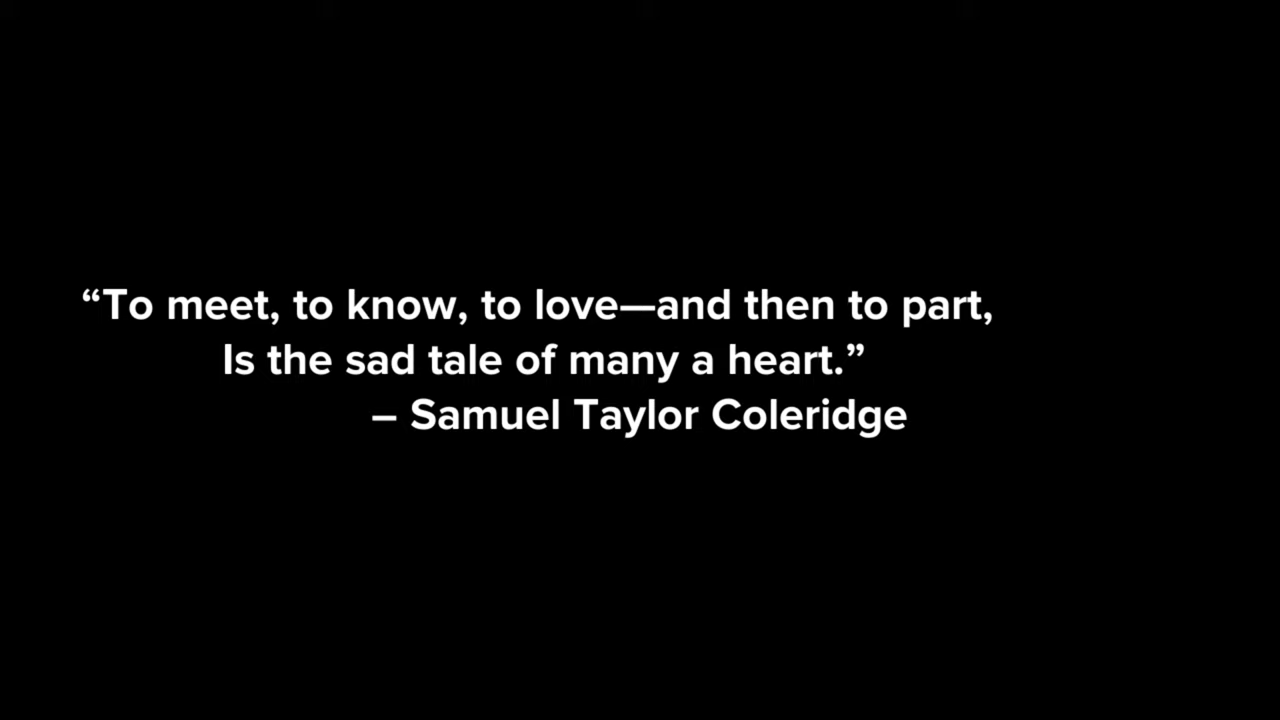 “To meet, to know, to love—and then to part,
Is the sad tale of many a heart.”
– Samuel Taylor Coleridge